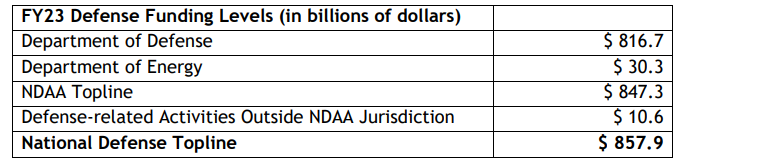 FY23 Defense Funding Levels (in billions of dollars)
Department of Defense $ 816.7
Department of Energy $ 30.3
NDAA Topline $ 847.3
Defense-related Activities Outside NDAA Jurisdiction $ 10.6
National Defense Topline $ 857.9